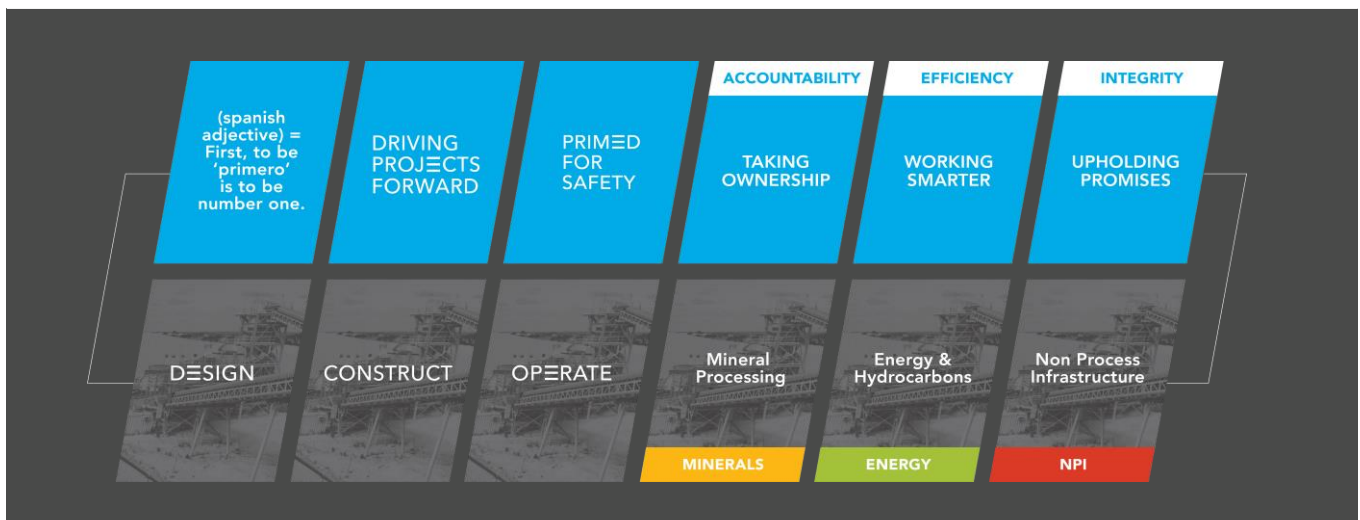 (spanish
adjective) =
First, to be
'primero'
is to be
number one.
DRIVING
PROJECTS
FORWARD
PRIMED
FOR
SAFETY
ACCOUNTABILITY
TAKING
OWNERSHIP
EFFICIENCY
WORKING
SMARTER
INTEGRITY
UPHOLDING
PROMISES
DESIGN
CONSTRUCT
OPERATE
Mineral
Processing
MINERALS
Energy &
Hydrocarbons
ENERGY
Non Process
Infrastructure
NPI